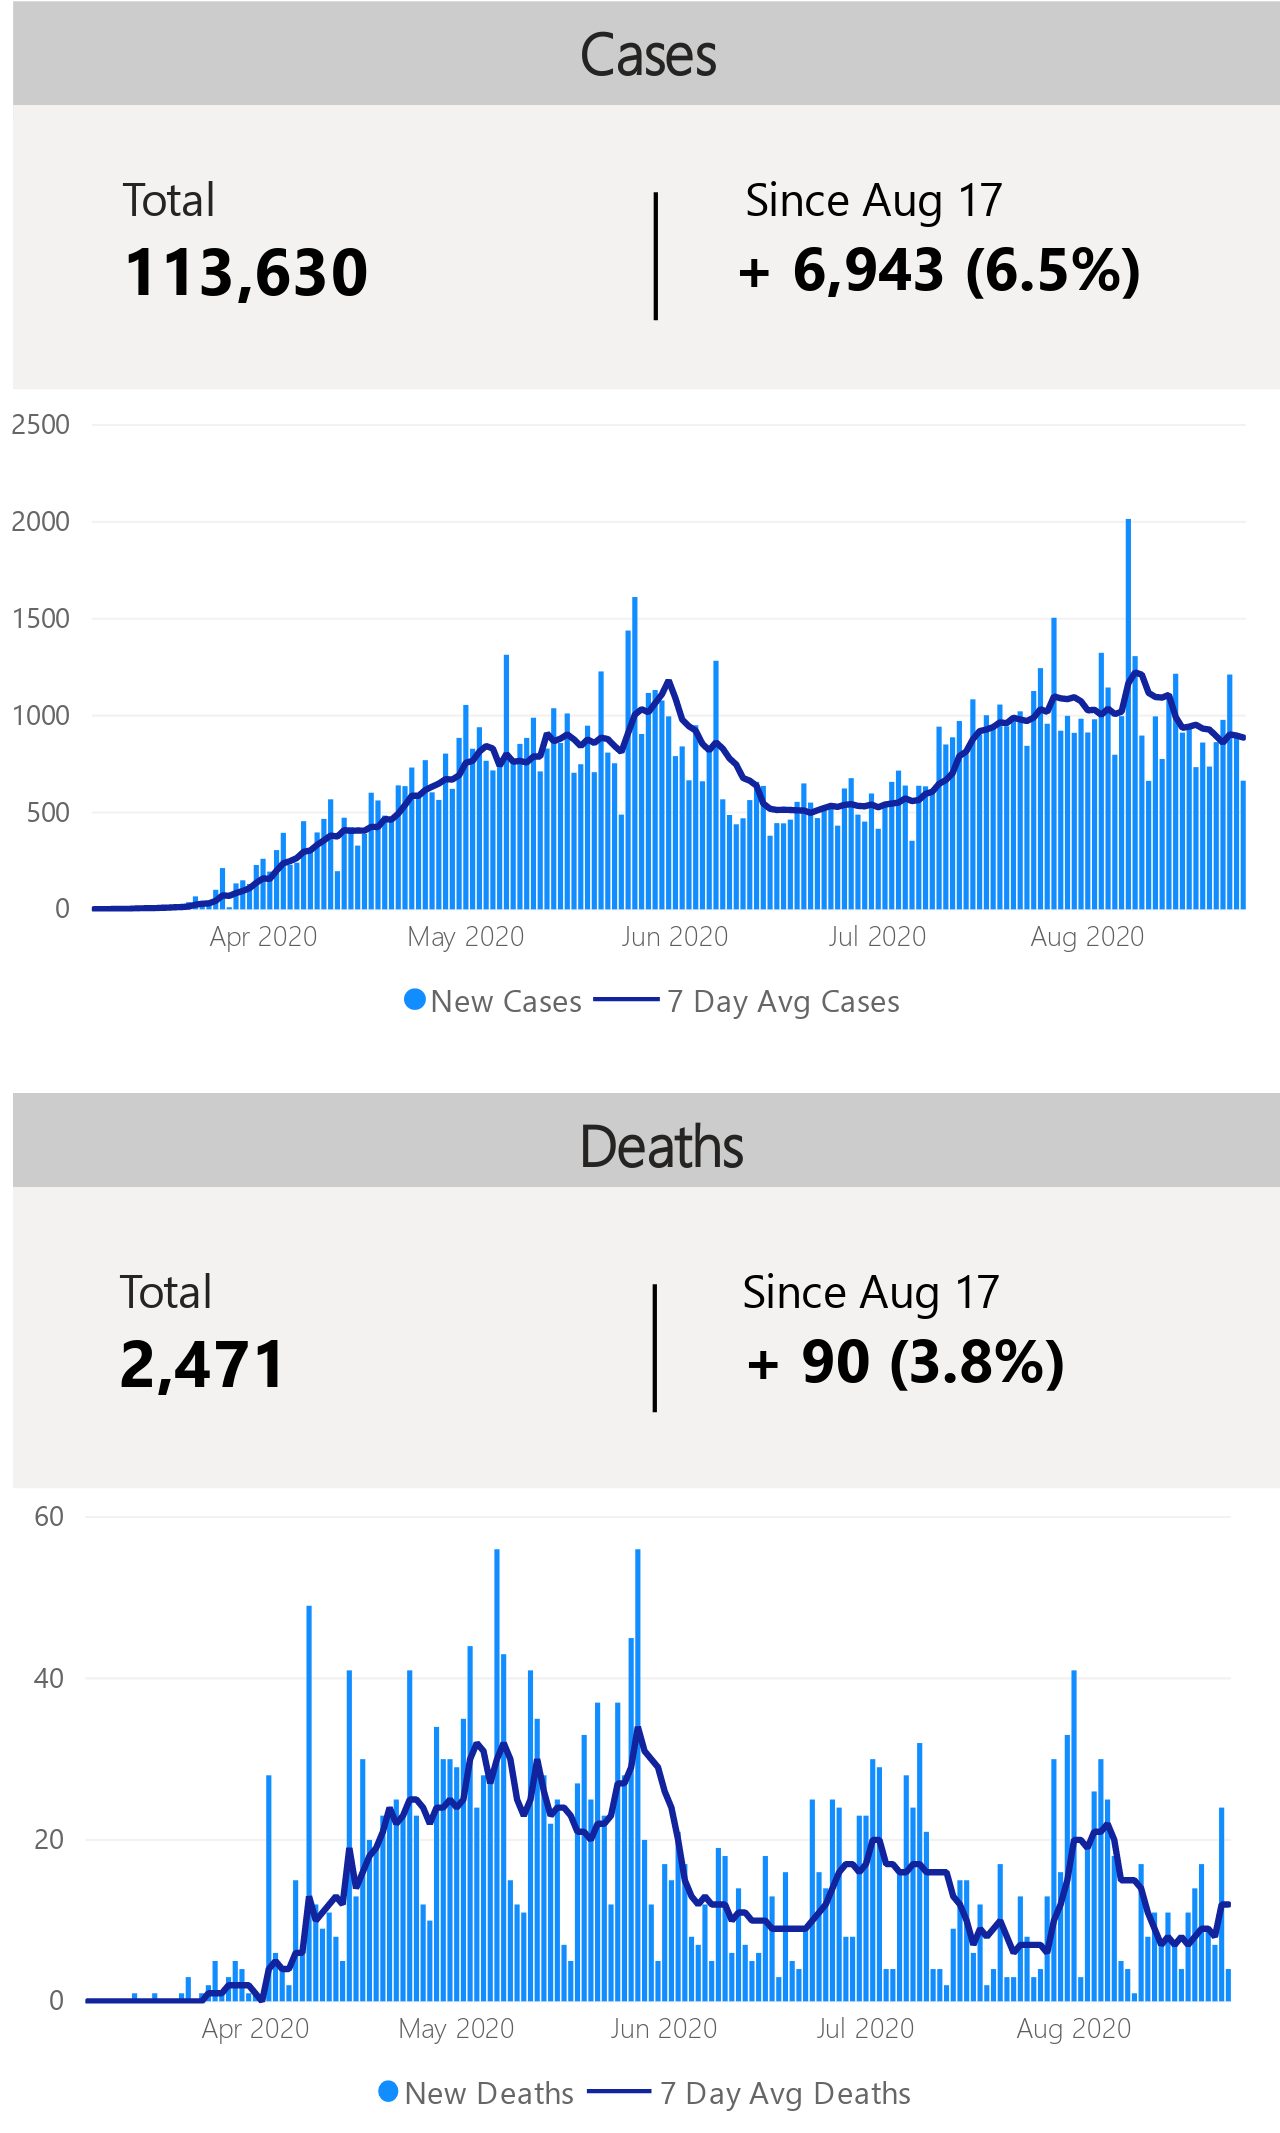 Cases
Total
Since Aug 17
113,630
+ 6,943 (6.5%)
2500
2000
1500
1000
500
0
Apr 2020
May 2020
Jun 2020
Jul 2020
Aug 2020
New Cases
7 Day Avg Cases
Deaths
Total
Since Aug 17
2,471
+ 90 (3.8%)
60
40
20
0
Apr 2020
May 2020
Jun 2020
Jul 2020
Aug 2020
New Deaths
7 Day Avg Deaths